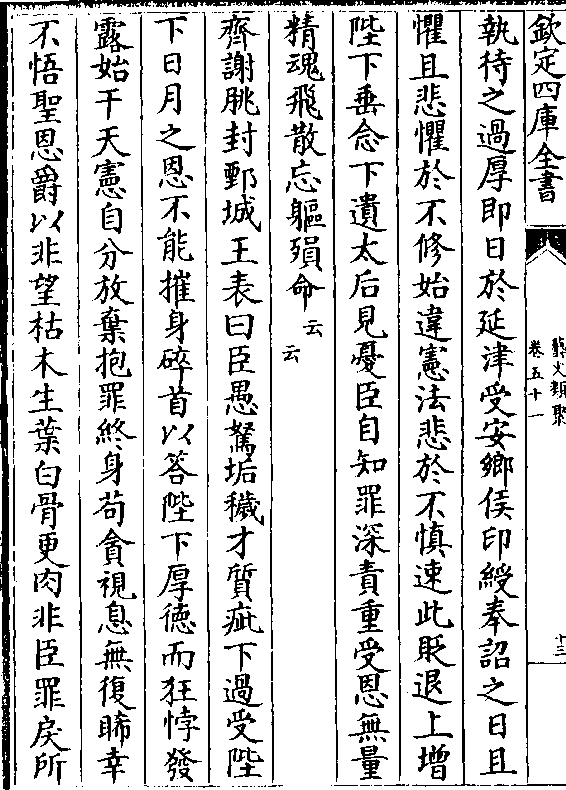 欽定四庫全書
藝文類聚
卷五十一
十三
執待之過厚即日於延津受安鄉侯印綬奉詔之日且
懼且悲懼於不修始違憲法悲於不慎速此貶退上增
陛下垂念下遺太后見憂臣自知罪深責重受恩無量
精魂飛散忘軀殞命云云
齊謝朓封鄄城王表曰臣愚駑垢穢才質疵下過受陛
下日月之恩不能摧身碎首以答陛下厚德而狂悖發
露始干天憲自分放棄抱罪終身苟貪視息無復睎幸
不悟聖恩爵以非望枯木生葉白骨更肉非臣罪戾所